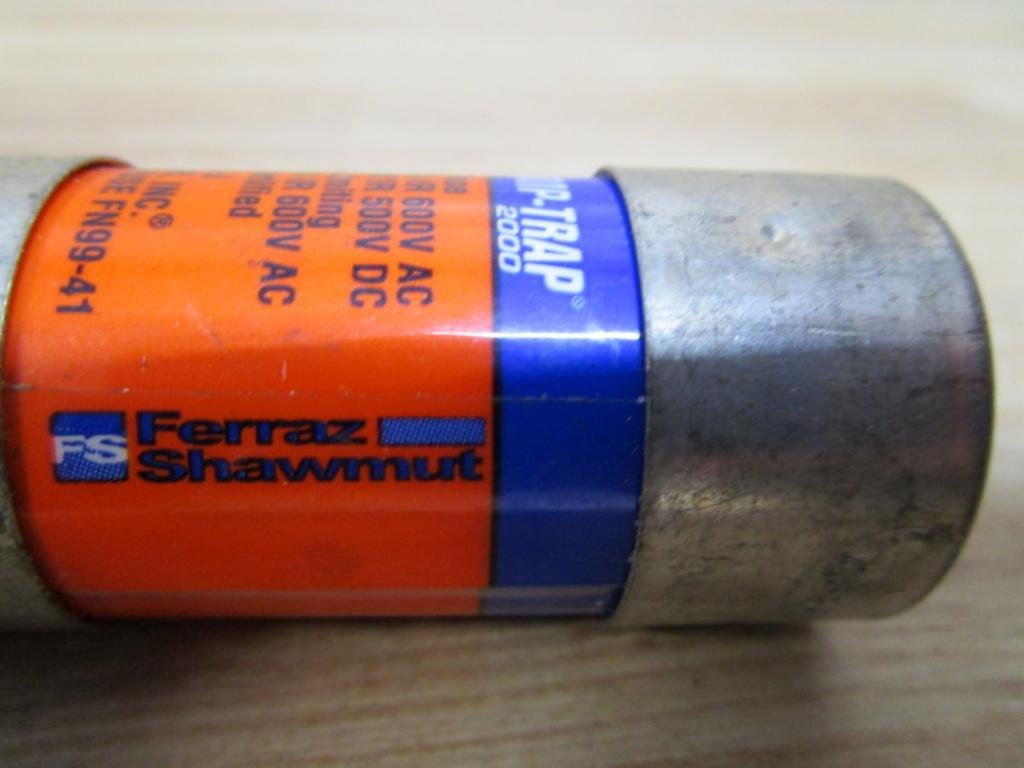 -TRAP®
2000
600V AC
500V DC
R 600V AC
INC.®
FN99-41
FS
Ferraz
Shawmut